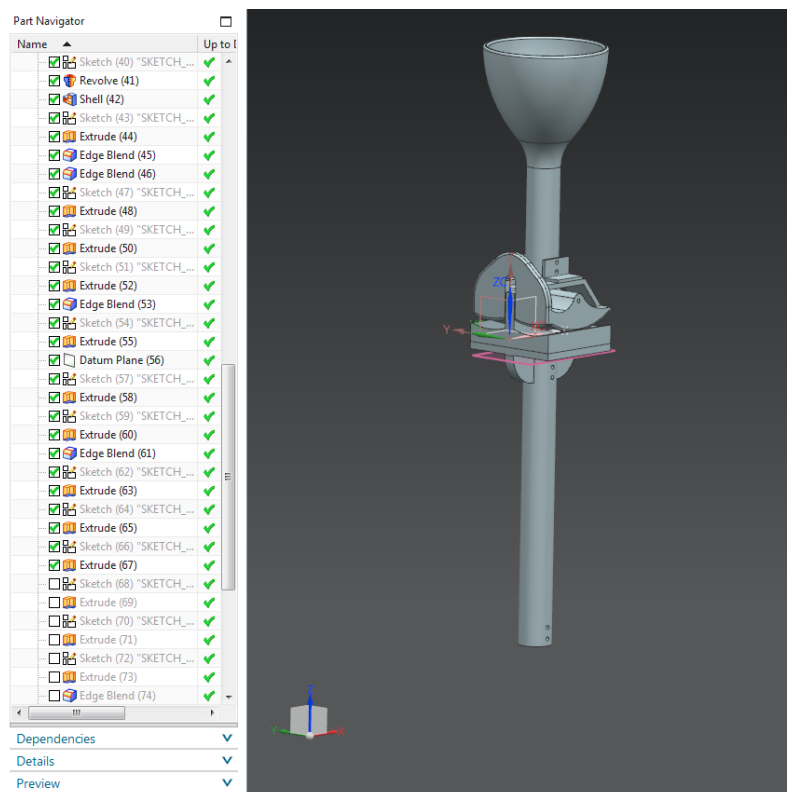 Part Navigator
Name Up to D
Sketch (40) "SKETCH_...
Revolve (41)
Shell (42)
Sketch (43) "SKETCH_...
Extrude (44)
Edge Blend (45)
Edge Blend (46)
Sketch (47) "SKETCH_...
Extrude (48)
Sketch (49) "SKETCH_...
Extrude (50)
Sketch (51) "SKETCH_...
Extrude (52)
Edge Blend (53)
Sketch (54) "SKETCH_...
Extrude (55)
Datum Plane (56)
Sketch (57) "SKETCH_...
Extrude (58)
Sketch (59) "SKETCH_...
Extrude (60)
Edge Blend (61)
Sketch (62) "SKETCH_...
Extrude (63)
Sketch (64) "SKETCH_...
Extrude (65)
Sketch (66) "SKETCH_...
Extrude (67)
Sketch (68) "SKETCH_...
Extrude (69)
Sketch (70) "SKETCH_...
Extrude (71)
Sketch (72) "SKETCH_...
Extrude (73)
Edge Blend (74)
Dependencies
Details
Preview
Y
Z
Y
X